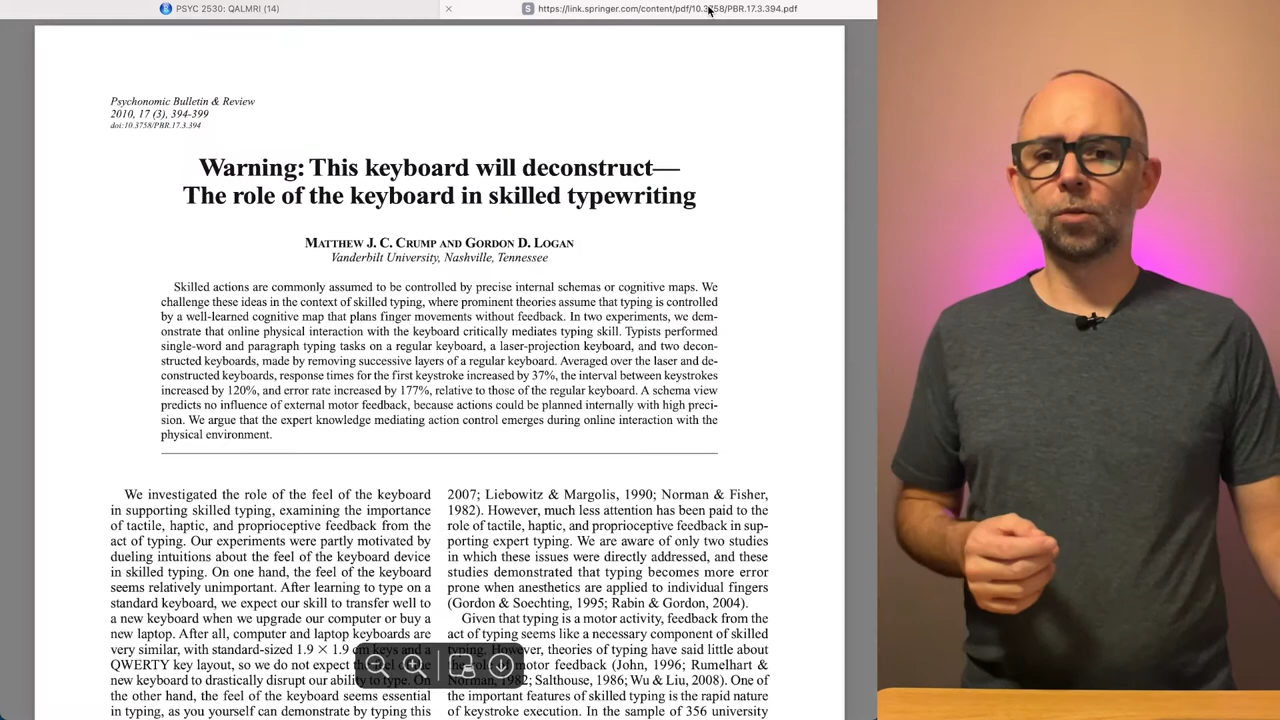 PSYC 2530: QALMRI (14)
S https://link.springer.com/content/pdf/10.3758/PBR.17.3.394.pdf
Psychonomic Bulletin & Review
2010, 17 (3), 394-399
doi:10.3758/PBR.17.3.394
Warning: This keyboard will deconstruct—
The role of the keyboard in skilled typewriting
MATTHEW J. C. CRUMP AND GORDON D. LOGAN
Vanderbilt University, Nashville, Tennessee
Skilled actions are commonly assumed to be controlled by precise internal schemas or cognitive maps. We
challenge these ideas in the context of skilled typing, where prominent theories assume that typing is controlled
by a well-learned cognitive map that plans finger movements without feedback. In two experiments, we dem-
onstrate that online physical interaction with the keyboard critically mediates typing skill. Typists performed
single-word and paragraph typing tasks on a regular keyboard, a laser-projection keyboard, and two decon-
structed keyboards, made by removing successive layers of a regular keyboard. Averaged over the laser and de-
constructed keyboards, response times for the first keystroke increased by 37%, the interval between keystrokes
increased by 120%, and error rate increased by 177%, relative to those of the regular keyboard. A schema view
predicts no influence of external motor feedback, because actions could be planned internally with high preci-
sion. We argue that the expert knowledge mediating action control emerges during online interaction with the
physical environment.
We investigated the role of the feel of the keyboard
in supporting skilled typing, examining the importance
of tactile, haptic, and proprioceptive feedback from the
act of typing. Our experiments were partly motivated by
dueling intuitions about the feel of the keyboard device
in skilled typing. On one hand, the feel of the keyboard
seems relatively unimportant. After learning to type on a
standard keyboard, we expect our skill to transfer well to
a new keyboard when we upgrade our computer or buy a
new laptop. After all, computer and laptop keyboards are
very similar, with standard-sized 1.9 × 1.9 cm keys and a
QWERTY key layout, so we do not expect the feel of the
new keyboard to drastically disrupt our ability to type. On
the other hand, the feel of the keyboard seems essential
in typing, as you yourself can demonstrate by typing this
2007; Liebowitz & Margolis, 1990; Norman & Fisher,
1982). However, much less attention has been paid to the
role of tactile, haptic, and proprioceptive feedback in sup-
porting expert typing. We are aware of only two studies
in which these issues were directly addressed, and these
studies demonstrated that typing becomes more error
prone when anesthetics are applied to individual fingers
(Gordon & Soechting, 1995; Rabin & Gordon, 2004).
Given that typing is a motor activity, feedback from the
act of typing seems like a necessary component of skilled
typing. However, theories of typing have said little about
the role of motor feedback (John, 1996; Rumelhart &
Norman, 1982; Salthouse, 1986; Wu & Liu, 2008). One of
the important features of skilled typing is the rapid nature
of keystroke execution. In the sample of 356 university